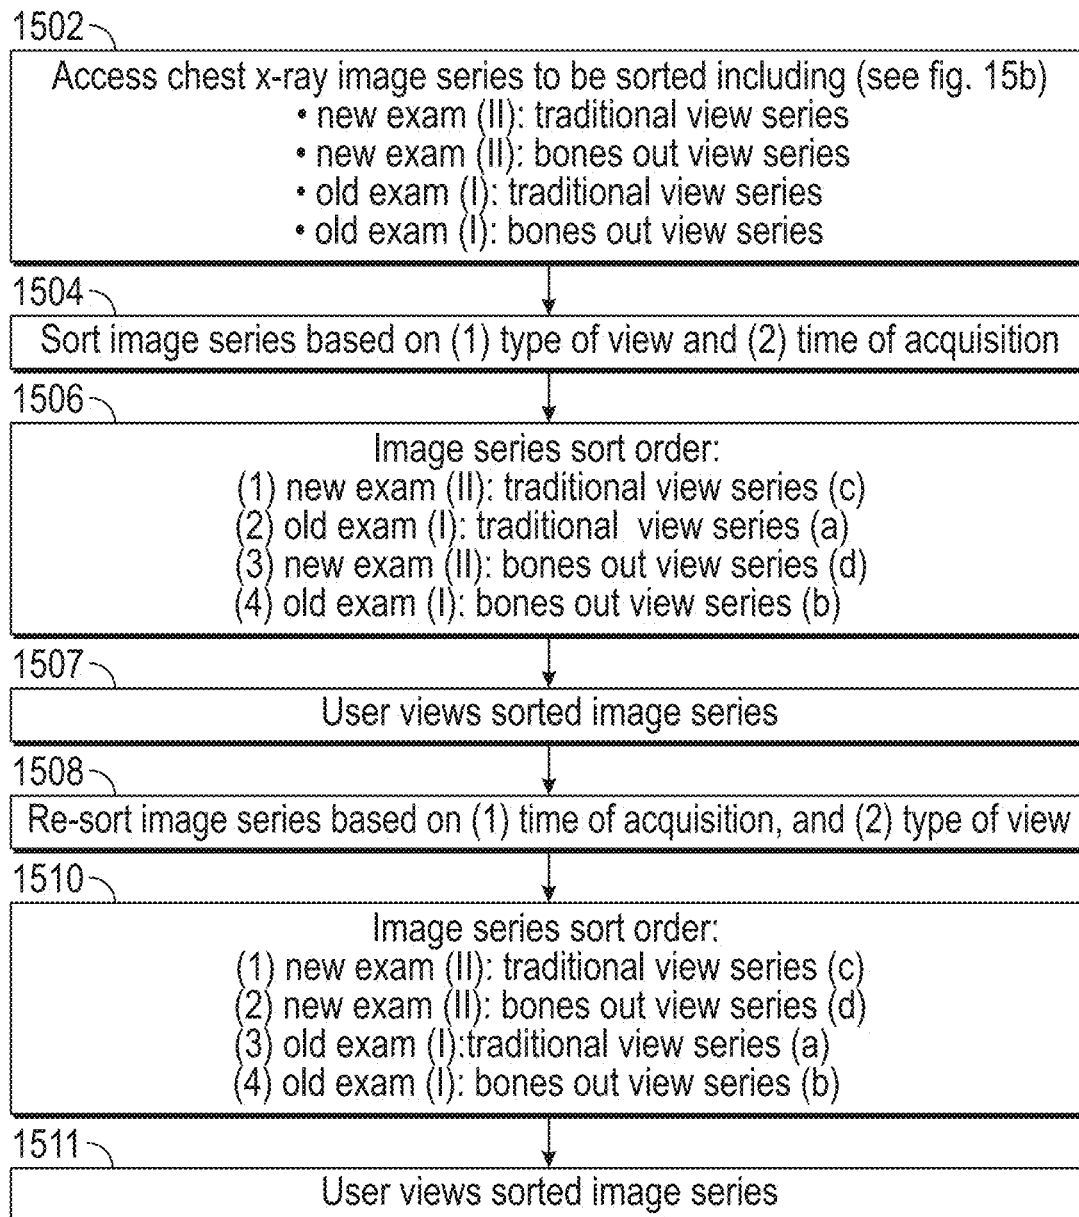 1502
Access chest x-ray image series to be sorted including (see fig. 15b)
• new exam (II): traditional view series
• new exam (II): bones out view series
• old exam (I): traditional view series
• old exam (I): bones out view series
1504
Sort image series based on (1) type of view and (2) time of acquisition
1506
Image series sort order:
(1) new exam (II): traditional view series (c)
(2) old exam (I): traditional view series (a)
(3) new exam (II): bones out view series (d)
(4) old exam (I): bones out view series (b)
1507
User views sorted image series
1508
Re-sort image series based on (1) time of acquisition, and (2) type of view
1510
Image series sort order:
(1) new exam (II): traditional view series (c)
(2) new exam (II): bones out view series (d)
(3) old exam (I):traditional view series (a)
(4) old exam (I): bones out view series (b)
1511
User views sorted image series